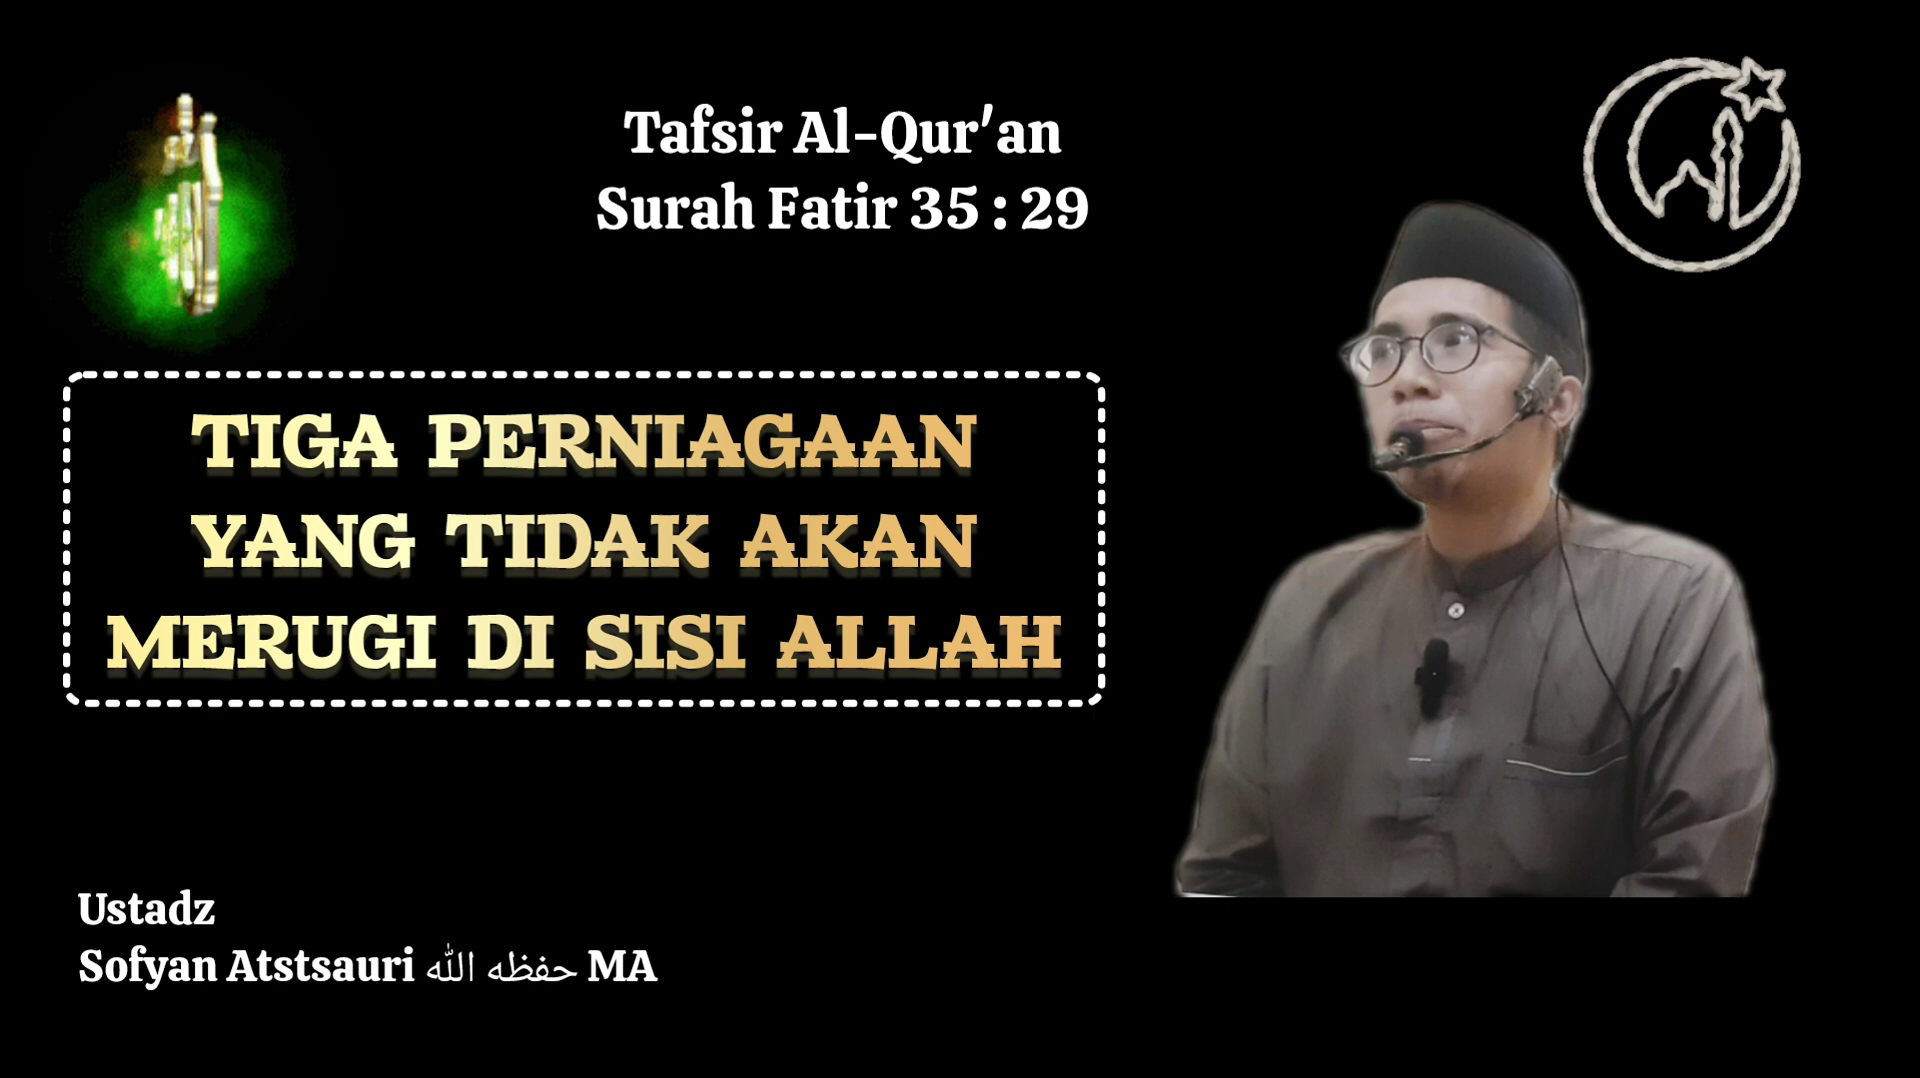 Tafsir Al-Qur'an
Surah Fatir 35 : 29
TIGA PERNIAGAAN
YANG TIDAK AKAN
MERUGI DI SISI ALLAH
Ustadz
Sofyan Atstsauri حفظه الله MA